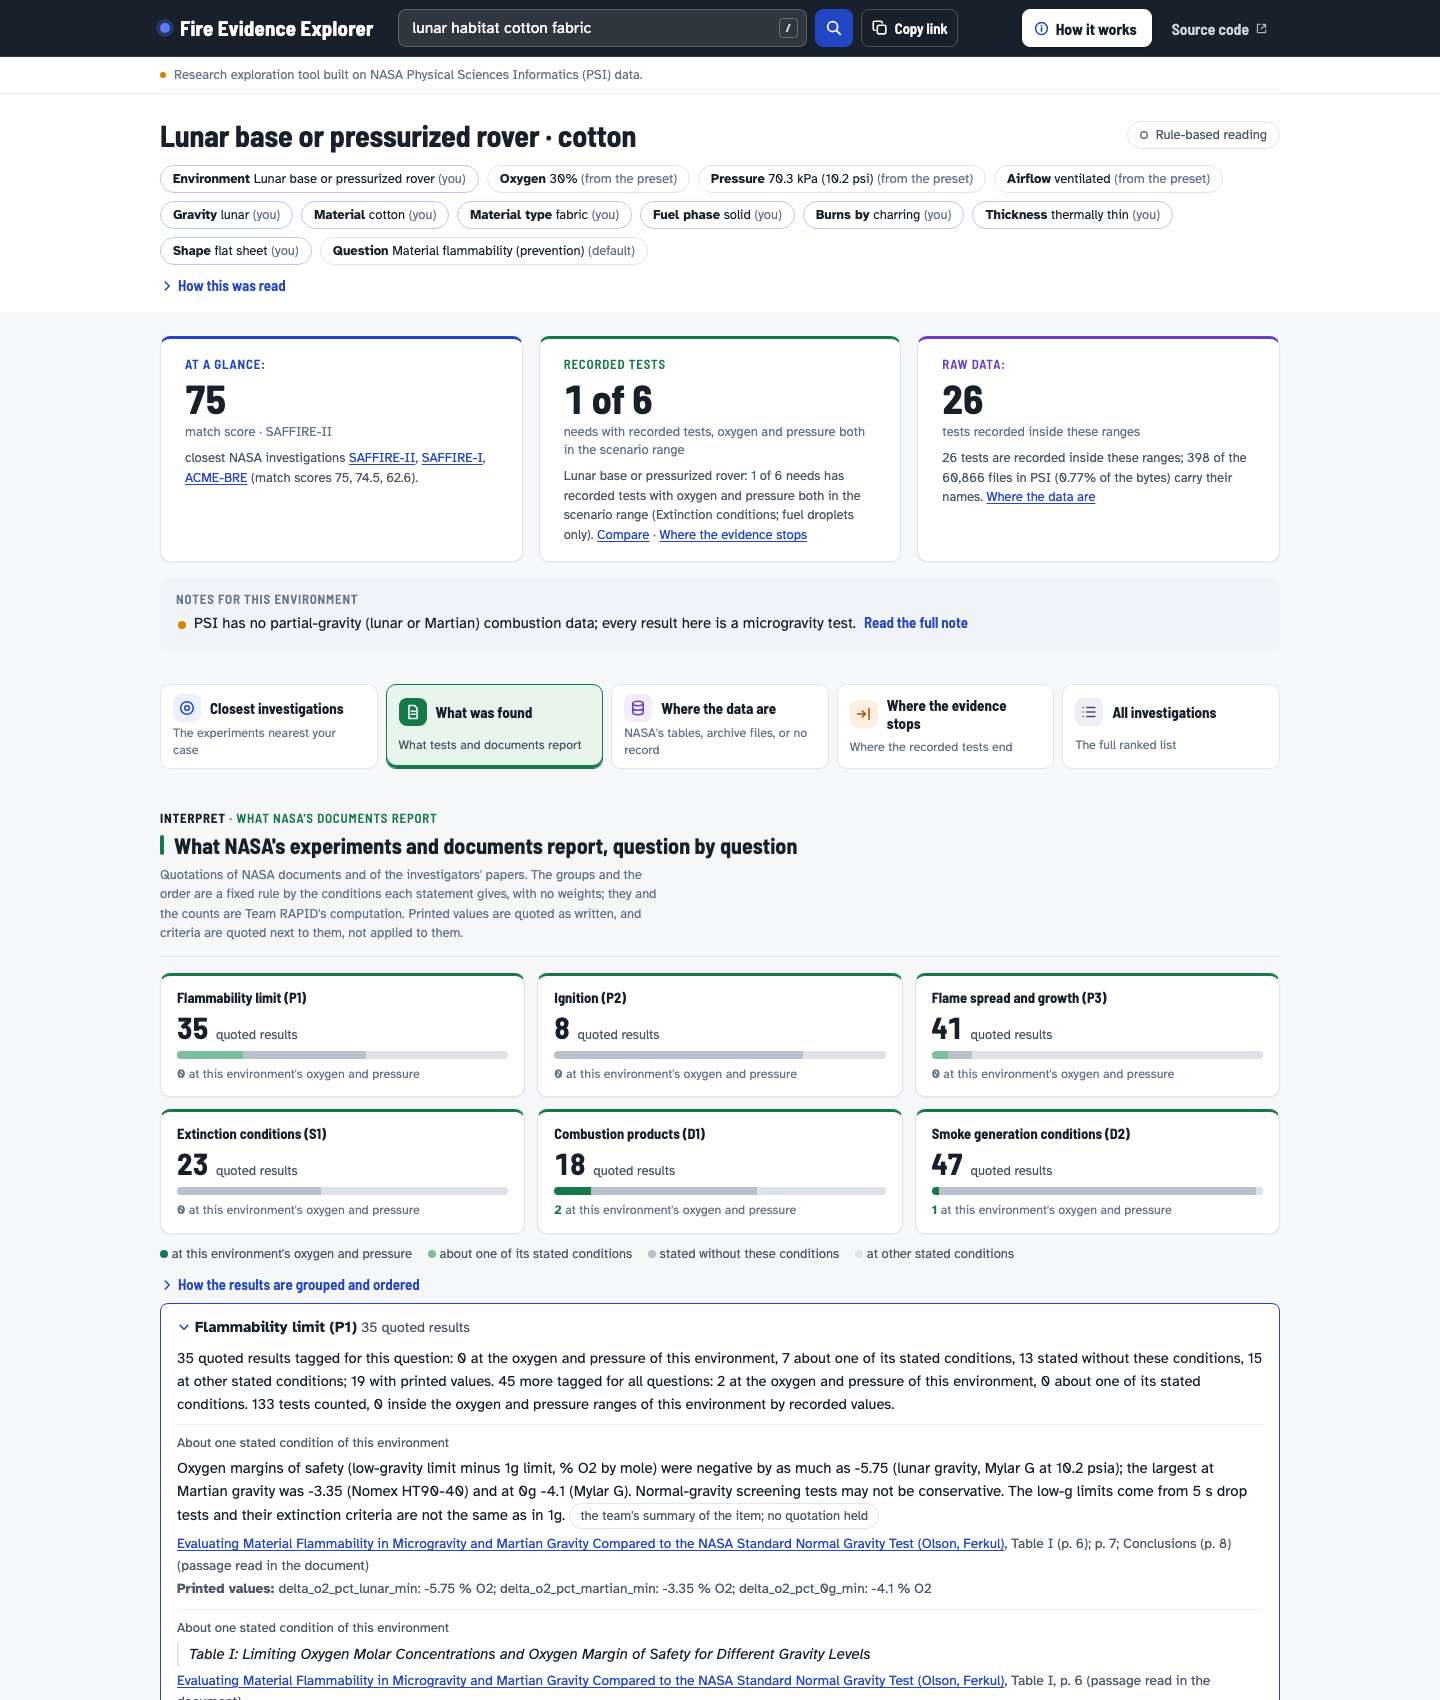 Fire Evidence Explorer
lunar habitat cotton fabric
/
Copy link
How it works
Source code
Research exploration tool built on NASA Physical Sciences Informatics (PSI) data.
Lunar base or pressurized rover · cotton
Rule-based reading
Environment Lunar base or pressurized rover (you)
Oxygen 30% (from the preset)
Pressure 70.3 kPa (10.2 psi) (from the preset)
Airflow ventilated (from the preset)
Gravity lunar (you)
Material cotton (you)
Material type fabric (you)
Fuel phase solid (you)
Burns by charring (you)
Thickness thermally thin (you)
Shape flat sheet (you)
Question Material flammability (prevention) (default)
How this was read
AT A GLANCE:
75
match score · SAFFIRE-II
closest NASA investigations SAFFIRE-II, SAFFIRE-I,
ACME-BRE (match scores 75, 74.5, 62.6).
RECORDED TESTS
1 of 6
needs with recorded tests, oxygen and pressure both
in the scenario range
Lunar base or pressurized rover: 1 of 6 needs has
recorded tests with oxygen and pressure both in the
scenario range (Extinction conditions; fuel droplets
only). Compare · Where the evidence stops
RAW DATA:
26
tests recorded inside these ranges
26 tests are recorded inside these ranges; 398 of the
60,866 files in PSI (0.77% of the bytes) carry their
names. Where the data are
NOTES FOR THIS ENVIRONMENT
PSI has no partial-gravity (lunar or Martian) combustion data; every result here is a microgravity test. Read the full note
Closest investigations
The experiments nearest your
case
What was found
What tests and documents report
Where the data are
NASA's tables, archive files, or no
record
Where the evidence
stops
Where the recorded tests end
All investigations
The full ranked list
INTERPRET · WHAT NASA'S DOCUMENTS REPORT
What NASA's experiments and documents report, question by question
Quotations of NASA documents and of the investigators' papers. The groups and the
order are a fixed rule by the conditions each statement gives, with no weights; they and
the counts are Team RAPID's computation. Printed values are quoted as written, and
criteria are quoted next to them, not applied to them.
Flammability limit (P1)
35 quoted results
0 at this environment's oxygen and pressure
Ignition (P2)
8 quoted results
0 at this environment's oxygen and pressure
Flame spread and growth (P3)
41 quoted results
0 at this environment's oxygen and pressure
Extinction conditions (S1)
23 quoted results
0 at this environment's oxygen and pressure
Combustion products (D1)
18 quoted results
2 at this environment's oxygen and pressure
Smoke generation conditions (D2)
47 quoted results
1 at this environment's oxygen and pressure
at this environment's oxygen and pressure
about one of its stated conditions
stated without these conditions
at other stated conditions
How the results are grouped and ordered
Flammability limit (P1) 35 quoted results
35 quoted results tagged for this question: 0 at the oxygen and pressure of this environment, 7 about one of its stated conditions, 13 stated without these conditions, 15
at other stated conditions; 19 with printed values. 45 more tagged for all questions: 2 at the oxygen and pressure of this environment, 0 about one of its stated
conditions. 133 tests counted, 0 inside the oxygen and pressure ranges of this environment by recorded values.
About one stated condition of this environment
Oxygen margins of safety (low-gravity limit minus 1g limit, % O2 by mole) were negative by as much as -5.75 (lunar gravity, Mylar G at 10.2 psia); the largest at
Martian gravity was -3.35 (Nomex HT90-40) and at 0g -4.1 (Mylar G). Normal-gravity screening tests may not be conservative. The low-g limits come from 5 s drop
tests and their extinction criteria are not the same as in 1g. the team's summary of the item; no quotation held
Evaluating Material Flammability in Microgravity and Martian Gravity Compared to the NASA Standard Normal Gravity Test (Olson, Ferkul), Table I (p. 6); p. 7; Conclusions (p. 8)
(passage read in the document)
Printed values: delta_o2_pct_lunar_min: -5.75 % O2; delta_o2_pct_martian_min: -3.35 % O2; delta_o2_pct_0g_min: -4.1 % O2
About one stated condition of this environment
Table I: Limiting Oxygen Molar Concentrations and Oxygen Margin of Safety for Different Gravity Levels
Evaluating Material Flammability in Microgravity and Martian Gravity Compared to the NASA Standard Normal Gravity Test (Olson, Ferkul), Table I, p. 6 (passage read in the